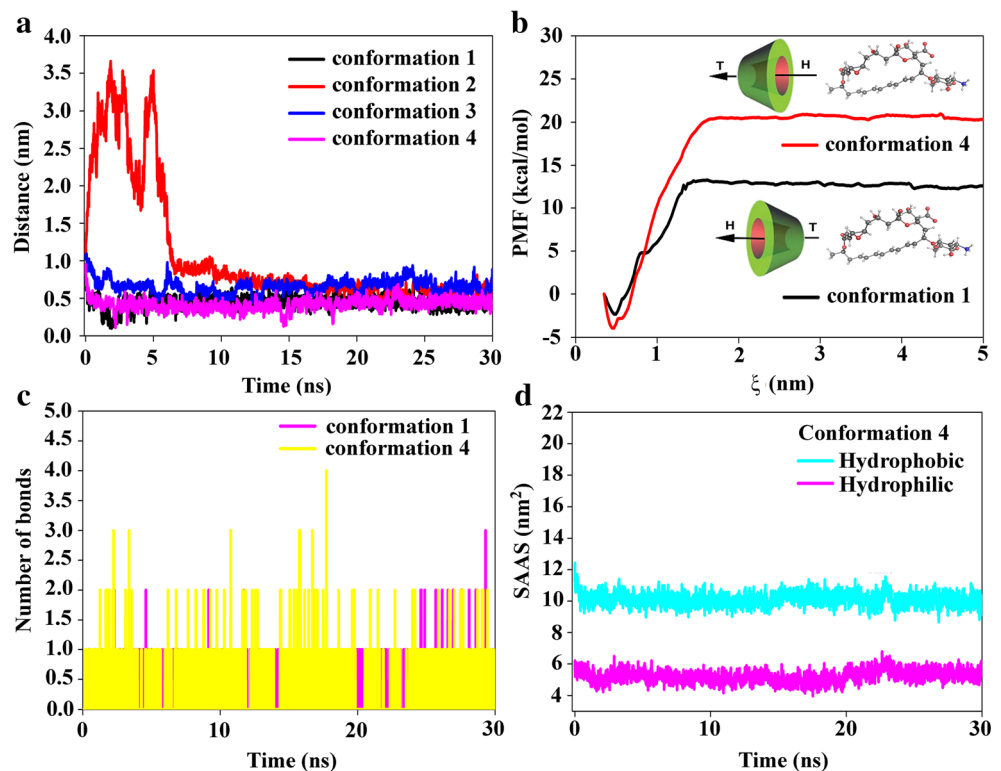 a
4.0
3.5
3.0
2.5
2.0
1.5
1.0
0.5
0.0
Distance (nm)
conformation 1
conformation 2
conformation 3
conformation 4
0 5 10 15 20 25 30
Time (ns)
b
30
25
20
15
10
5
0
-5
PMF (kcal/mol)
T H
conformation 4
H T
conformation 1
0 1 2 3 4 5
ξ (nm)
c
5.0
4.5
4.0
3.5
3.0
2.5
2.0
1.0
0.5
0.0
Number of bonds
conformation 1
conformation 4
0 10 20 30
Time (ns)
d
22
20
18
16
14
12
10
8
6
4
SAAS (nm²)
Conformation 4
Hydrophobic
Hydrophilic
0 10 20 30
Time (ns)